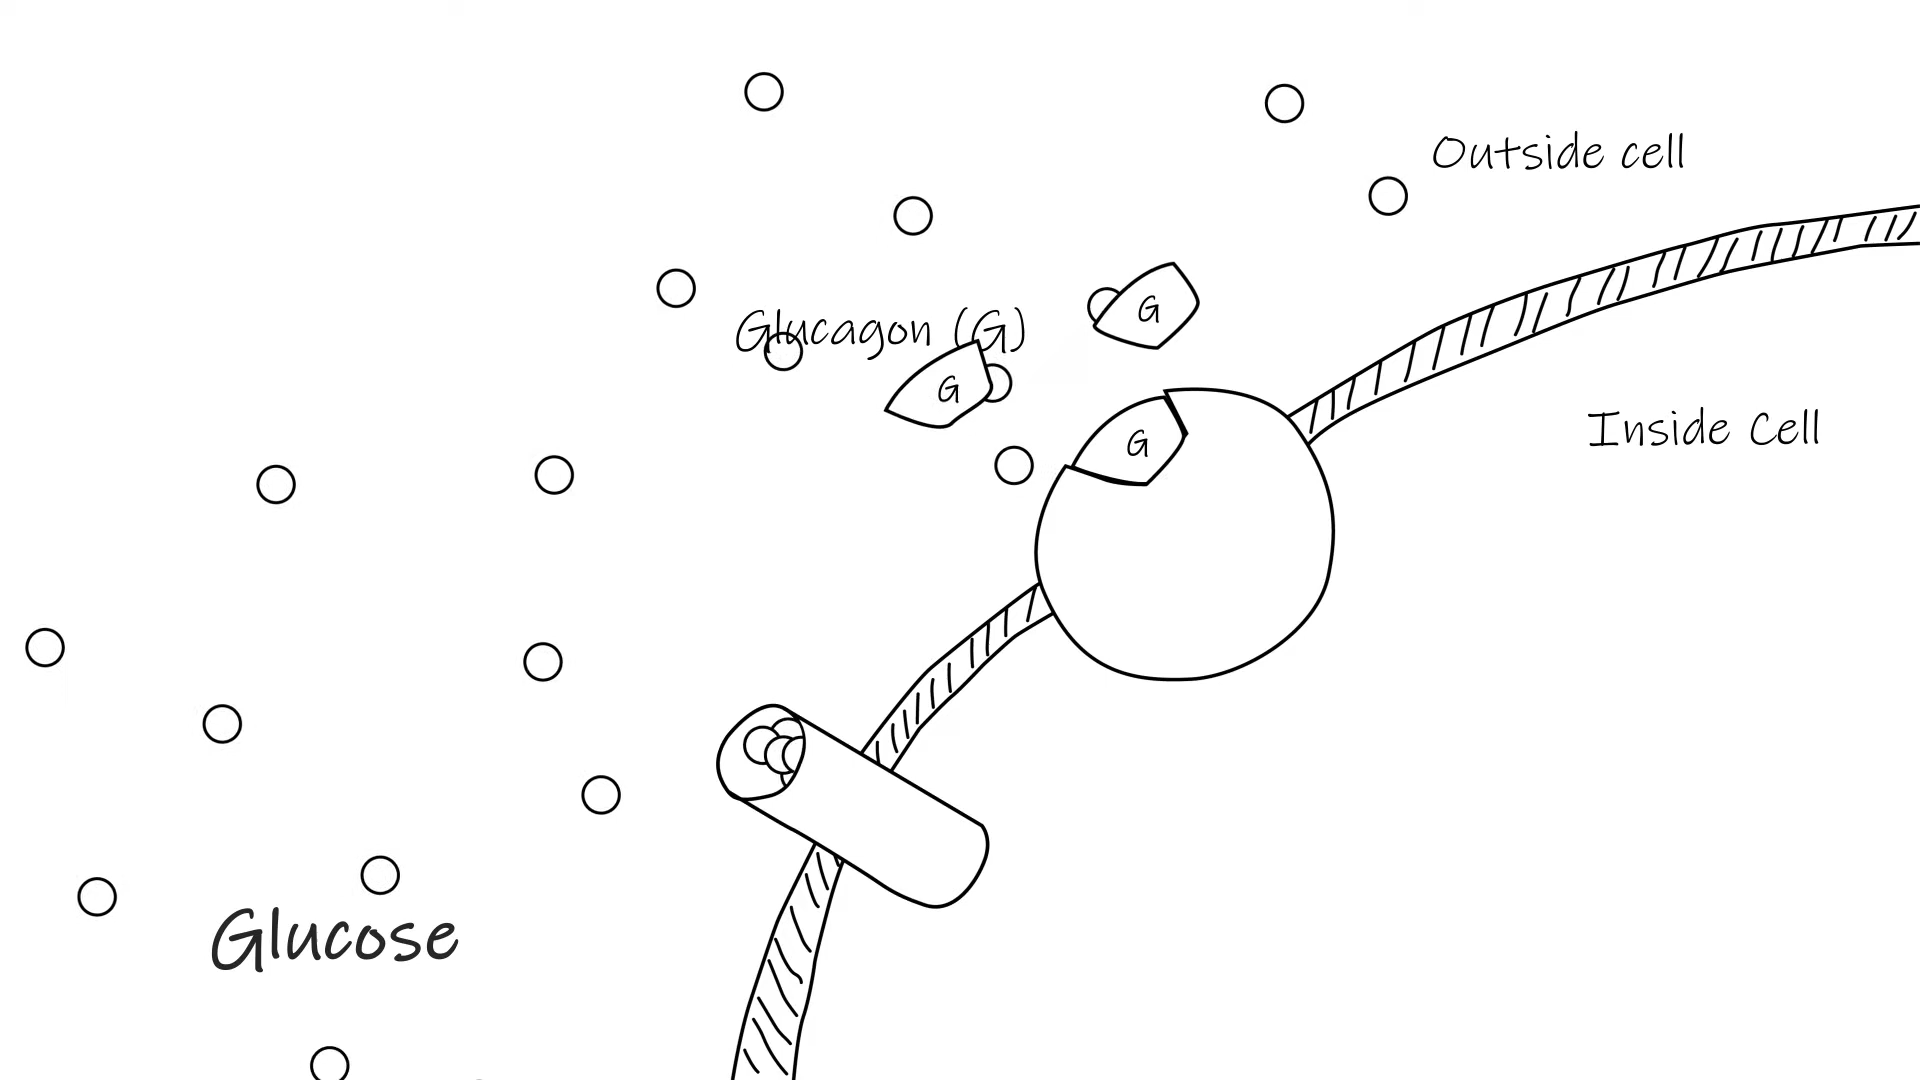 Outside cell
Glucagon (G)
G
G
G
Inside Cell
Glucose